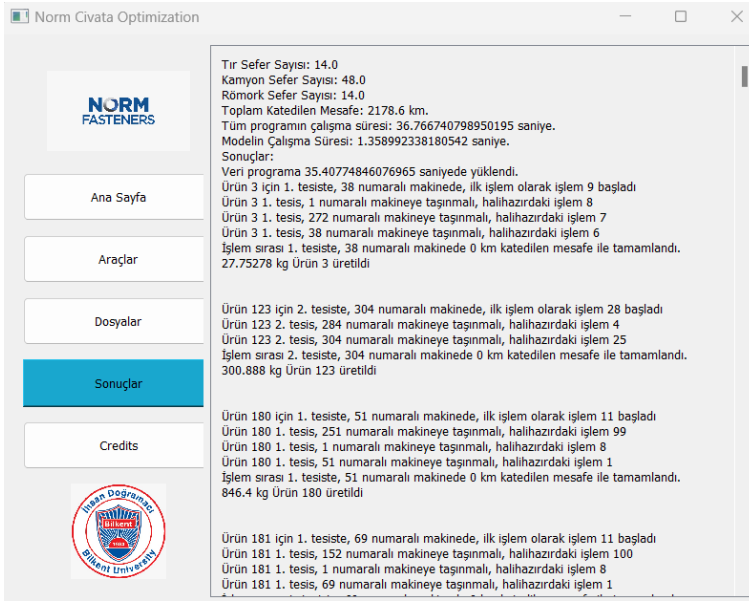 Norm Civata Optimization
NORM
FASTENERS
Ana Sayfa
Araçlar
Dosyalar
Sonuçlar
Credits
İhsan Doğramacı
Bilkent
Bilkent University
Tır Sefer Sayısı: 14.0
Kamyon Sefer Sayısı: 48.0
Römork Sefer Sayısı: 14.0
Toplam Katedilen Mesafe: 2178.6 km.
Tüm programın çalışma süresi: 36.766740798950195 saniye.
Modelin Çalışma Süresi: 1.358992338180542 saniye.
Sonuçlar:
Veri programa 35.40774846076965 saniyede yüklendi.
Ürün 3 için 1. tesiste, 38 numaralı makinede, ilk işlem olarak işlem 9 başladı
Ürün 3 1. tesis, 1 numaralı makineye taşınmalı, halihazırdaki işlem 8
Ürün 3 1. tesis, 272 numaralı makineye taşınmalı, halihazırdaki işlem 7
Ürün 3 1. tesis, 38 numaralı makineye taşınmalı, halihazırdaki işlem 6
İşlem sırası 1. tesiste, 38 numaralı makinede 0 km katedilen mesafe ile tamamlandı.
27.75278 kg Ürün 3 üretildi
Ürün 123 için 2. tesiste, 304 numaralı makinede, ilk işlem olarak işlem 28 başladı
Ürün 123 2. tesis, 284 numaralı makineye taşınmalı, halihazırdaki işlem 4
Ürün 123 2. tesis, 304 numaralı makineye taşınmalı, halihazırdaki işlem 25
İşlem sırası 2. tesiste, 304 numaralı makinede 0 km katedilen mesafe ile tamamlandı.
300.888 kg Ürün 123 üretildi
Ürün 180 için 1. tesiste, 51 numaralı makinede, ilk işlem olarak işlem 11 başladı
Ürün 180 1. tesis, 251 numaralı makineye taşınmalı, halihazırdaki işlem 99
Ürün 180 1. tesis, 1 numaralı makineye taşınmalı, halihazırdaki işlem 8
Ürün 180 1. tesis, 51 numaralı makineye taşınmalı, halihazırdaki işlem 1
İşlem sırası 1. tesiste, 51 numaralı makinede 0 km katedilen mesafe ile tamamlandı.
846.4 kg Ürün 180 üretildi
Ürün 181 için 1. tesiste, 69 numaralı makinede, ilk işlem olarak işlem 11 başladı
Ürün 181 1. tesis, 152 numaralı makineye taşınmalı, halihazırdaki işlem 100
Ürün 181 1. tesis, 1 numaralı makineye taşınmalı, halihazırdaki işlem 8
Ürün 181 1. tesis, 69 numaralı makineye taşınmalı, halihazırdaki işlem 1